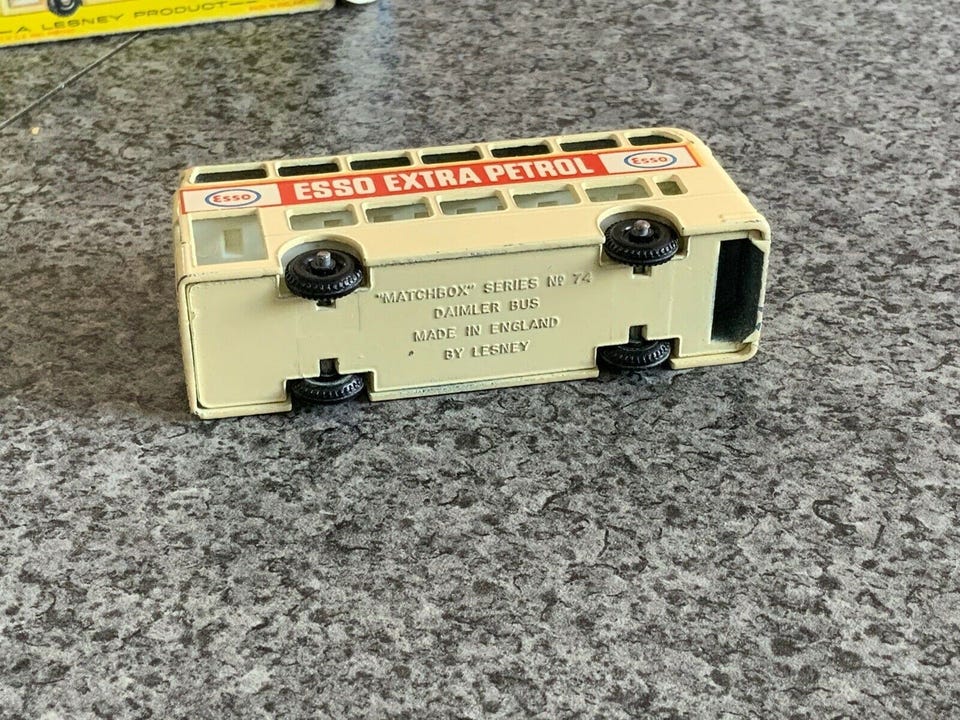 A LESNEY PRODUCT
Esso ESSO EXTRA PETROL Esso
"MATCHBOX" SERIES Nº 74
DAIMLER BUS
MADE IN ENGLAND
BY LESNEY